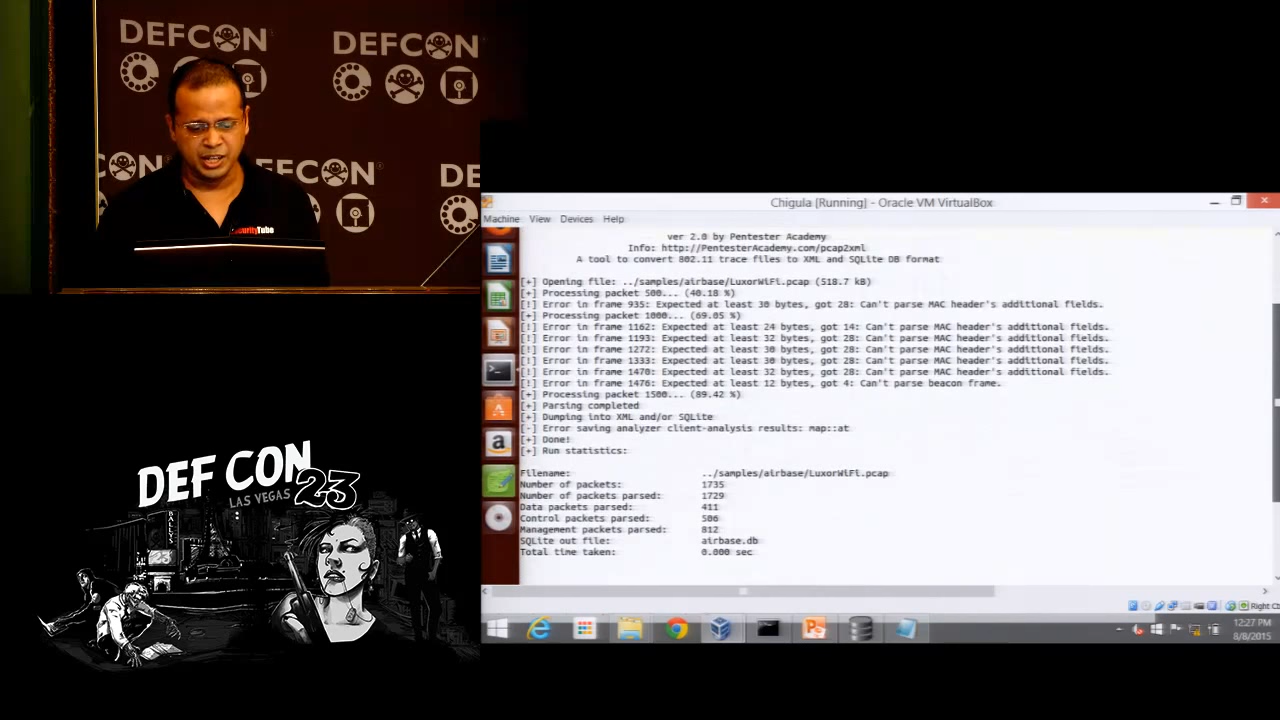 DEFCON
DEFCON
CON
EFCON
DE
SecurityTube
DEF CON
LAS VEGAS
23
BALLY'S
23
Chigula [Running] - Oracle VM VirtualBox
Machine View Devices Help
ver 2.0 by Pentester Academy
Info: http://PentesterAcademy.com/pcap2xml
A tool to convert 802.11 trace files to XML and SQLite DB format
[+] Opening file: ../samples/airbase/LuxorWiFi.pcap (518.7 kB)
[+] Processing packet 500... (40.18 %)
[!] Error in frame 935: Expected at least 30 bytes, got 28: Can't parse MAC header's additional fields.
[+] Processing packet 1000... (69.05 %)
[!] Error in frame 1162: Expected at least 24 bytes, got 14: Can't parse MAC header's additional fields.
[!] Error in frame 1193: Expected at least 32 bytes, got 28: Can't parse MAC header's additional fields.
[!] Error in frame 1272: Expected at least 30 bytes, got 28: Can't parse MAC header's additional fields.
[!] Error in frame 1333: Expected at least 30 bytes, got 28: Can't parse MAC header's additional fields.
[!] Error in frame 1470: Expected at least 32 bytes, got 28: Can't parse MAC header's additional fields.
[!] Error in frame 1476: Expected at least 12 bytes, got 4: Can't parse beacon frame.
[+] Processing packet 1500... (89.42 %)
[+] Parsing completed
[+] Dumping into XML and/or SQLite
[-] Error saving analyzer client-analysis results: map::at
[+] Done!
[+] Run statistics:
Filename: ../samples/airbase/LuxorWiFi.pcap
Number of packets: 1735
Number of packets parsed: 1729
Data packets parsed: 411
Control packets parsed: 506
Management packets parsed: 812
SQLite out file: airbase.db
Total time taken: 0.000 sec
Right Ct
12:27 PM
8/8/2015